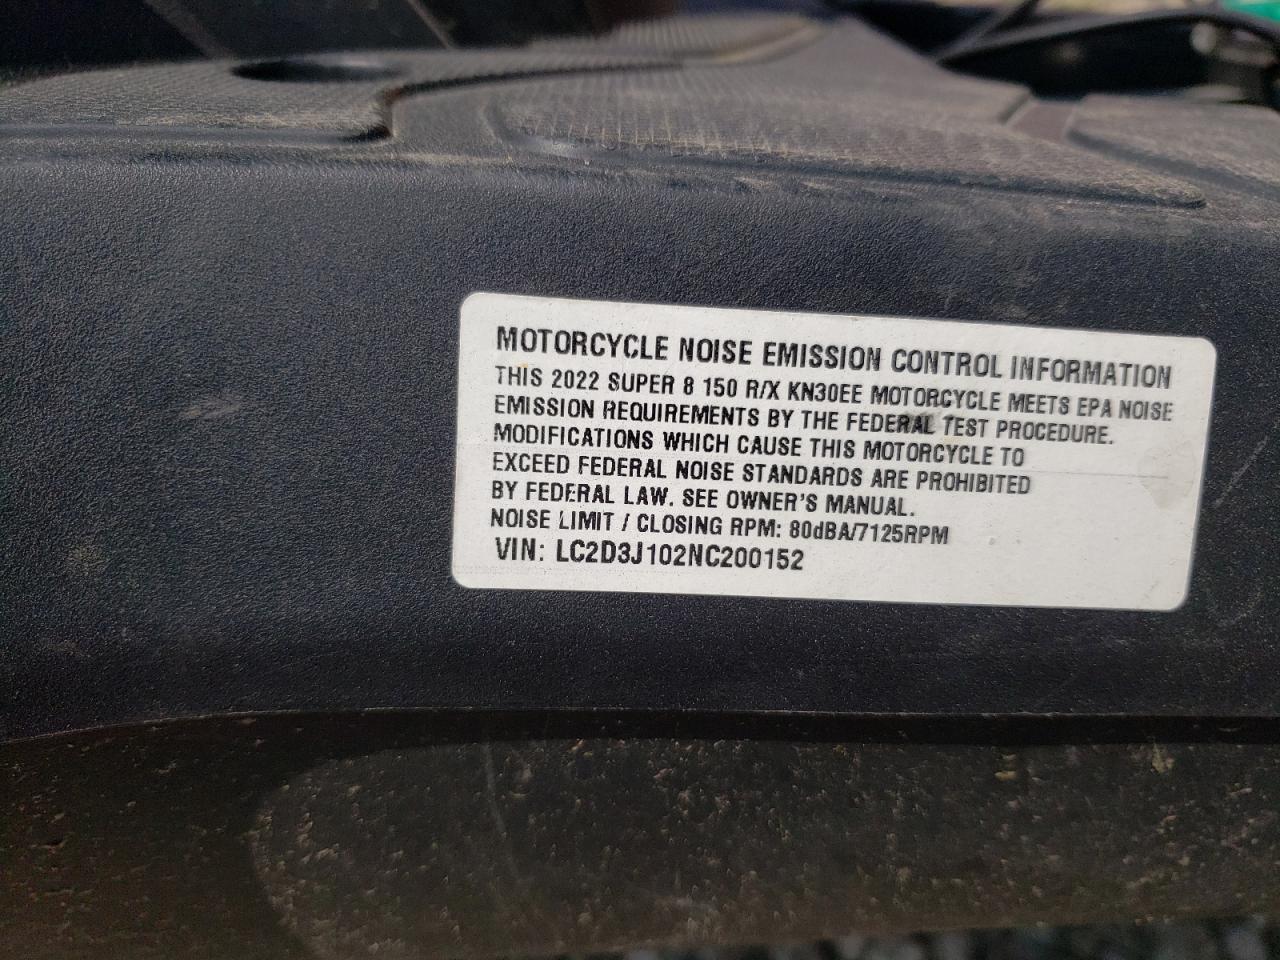 MOTORCYCLE NOISE EMISSION CONTROL INFORMATION
THIS 2022 SUPER 8 150 R/X KN30EE MOTORCYCLE MEETS EPA NOISE
EMISSION REQUIREMENTS BY THE FEDERAL TEST PROCEDURE.
MODIFICATIONS WHICH CAUSE THIS MOTORCYCLE TO
EXCEED FEDERAL NOISE STANDARDS ARE PROHIBITED
BY FEDERAL LAW. SEE OWNER'S MANUAL.
NOISE LIMIT / CLOSING RPM: 80dBA/7125RPM
VIN: LC2D3J102NC200152